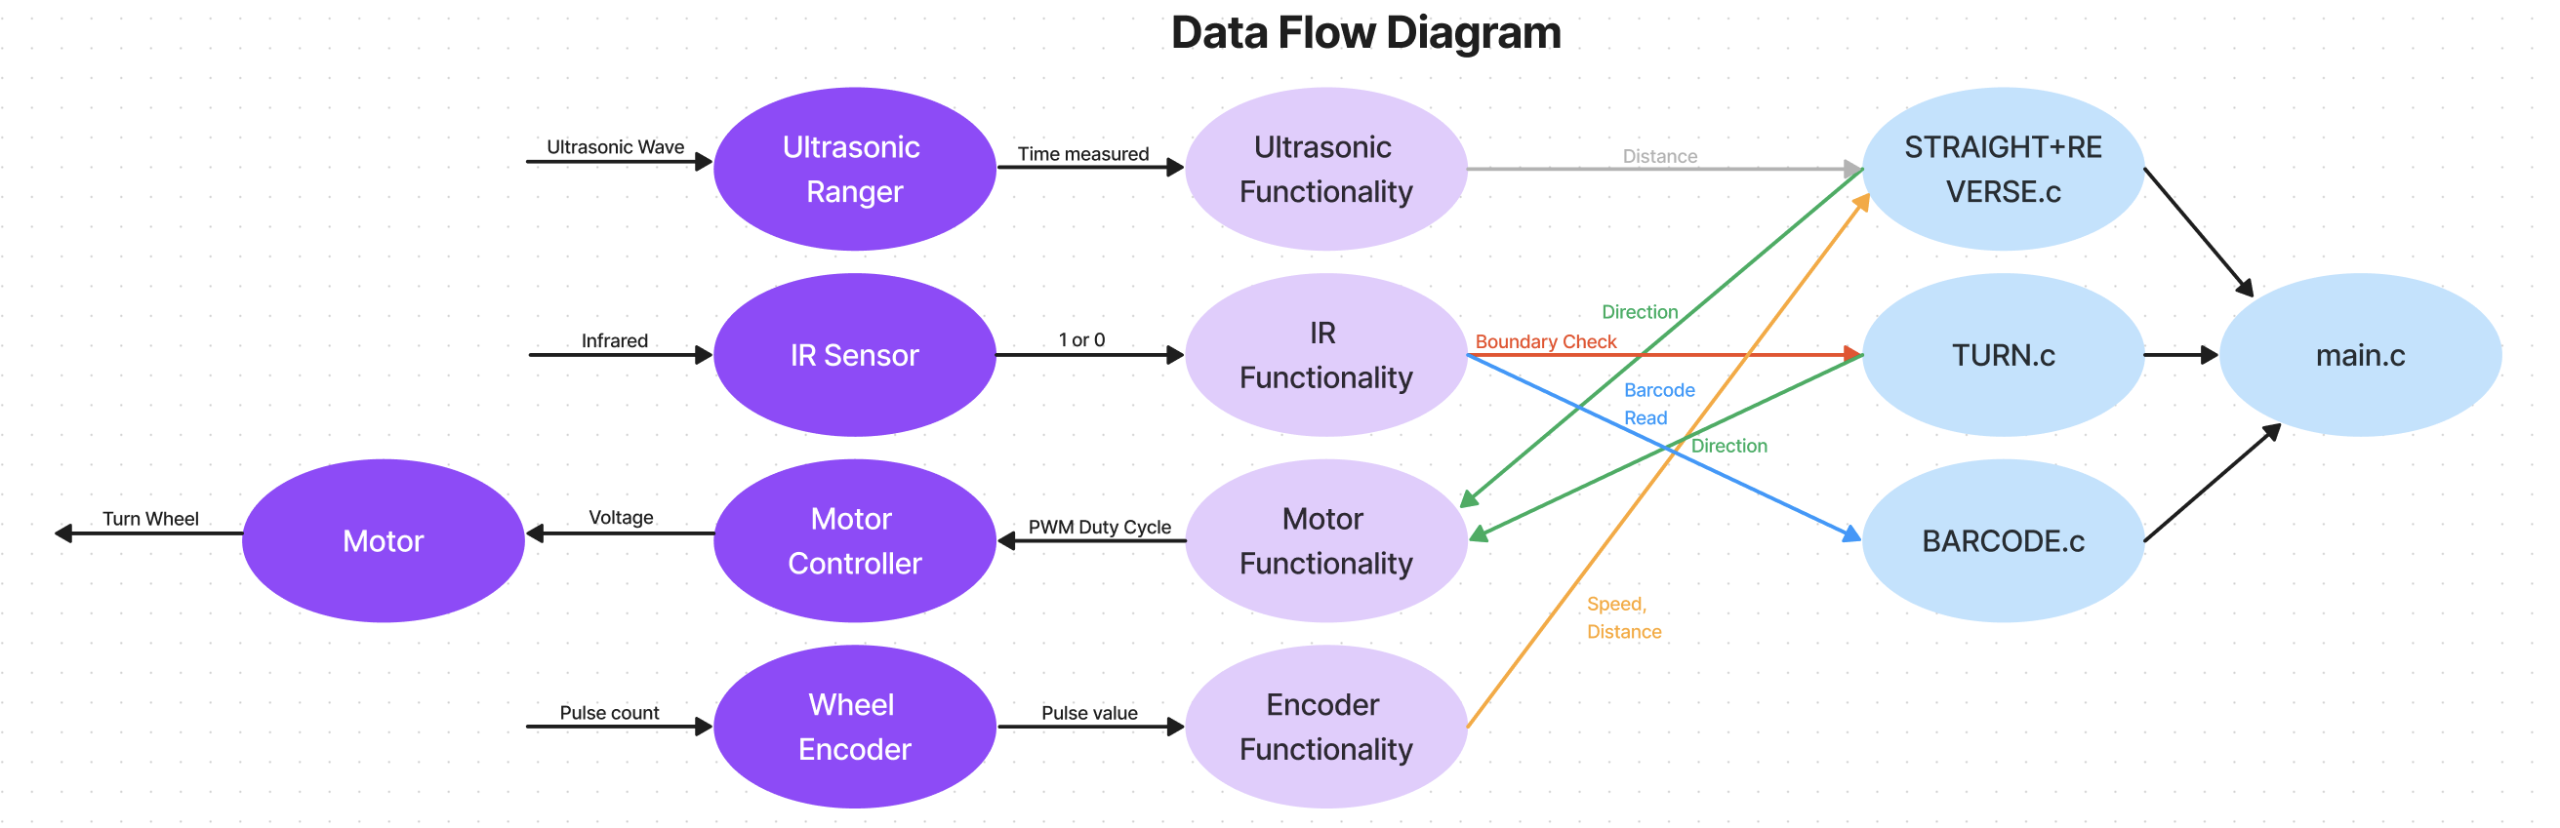 Data Flow Diagram
Ultrasonic Wave
Ultrasonic
Ranger
Time measured
Ultrasonic
Functionality
Distance
STRAIGHT+RE
VERSE.c
Infrared
IR Sensor
1 or 0
IR
Functionality
Direction
Boundary Check
Barcode
Read
Direction
TURN.c
main.c
Turn Wheel
Motor
Voltage
Motor
Controller
PWM Duty Cycle
Motor
Functionality
BARCODE.c
Speed,
Distance
Pulse count
Wheel
Encoder
Pulse value
Encoder
Functionality